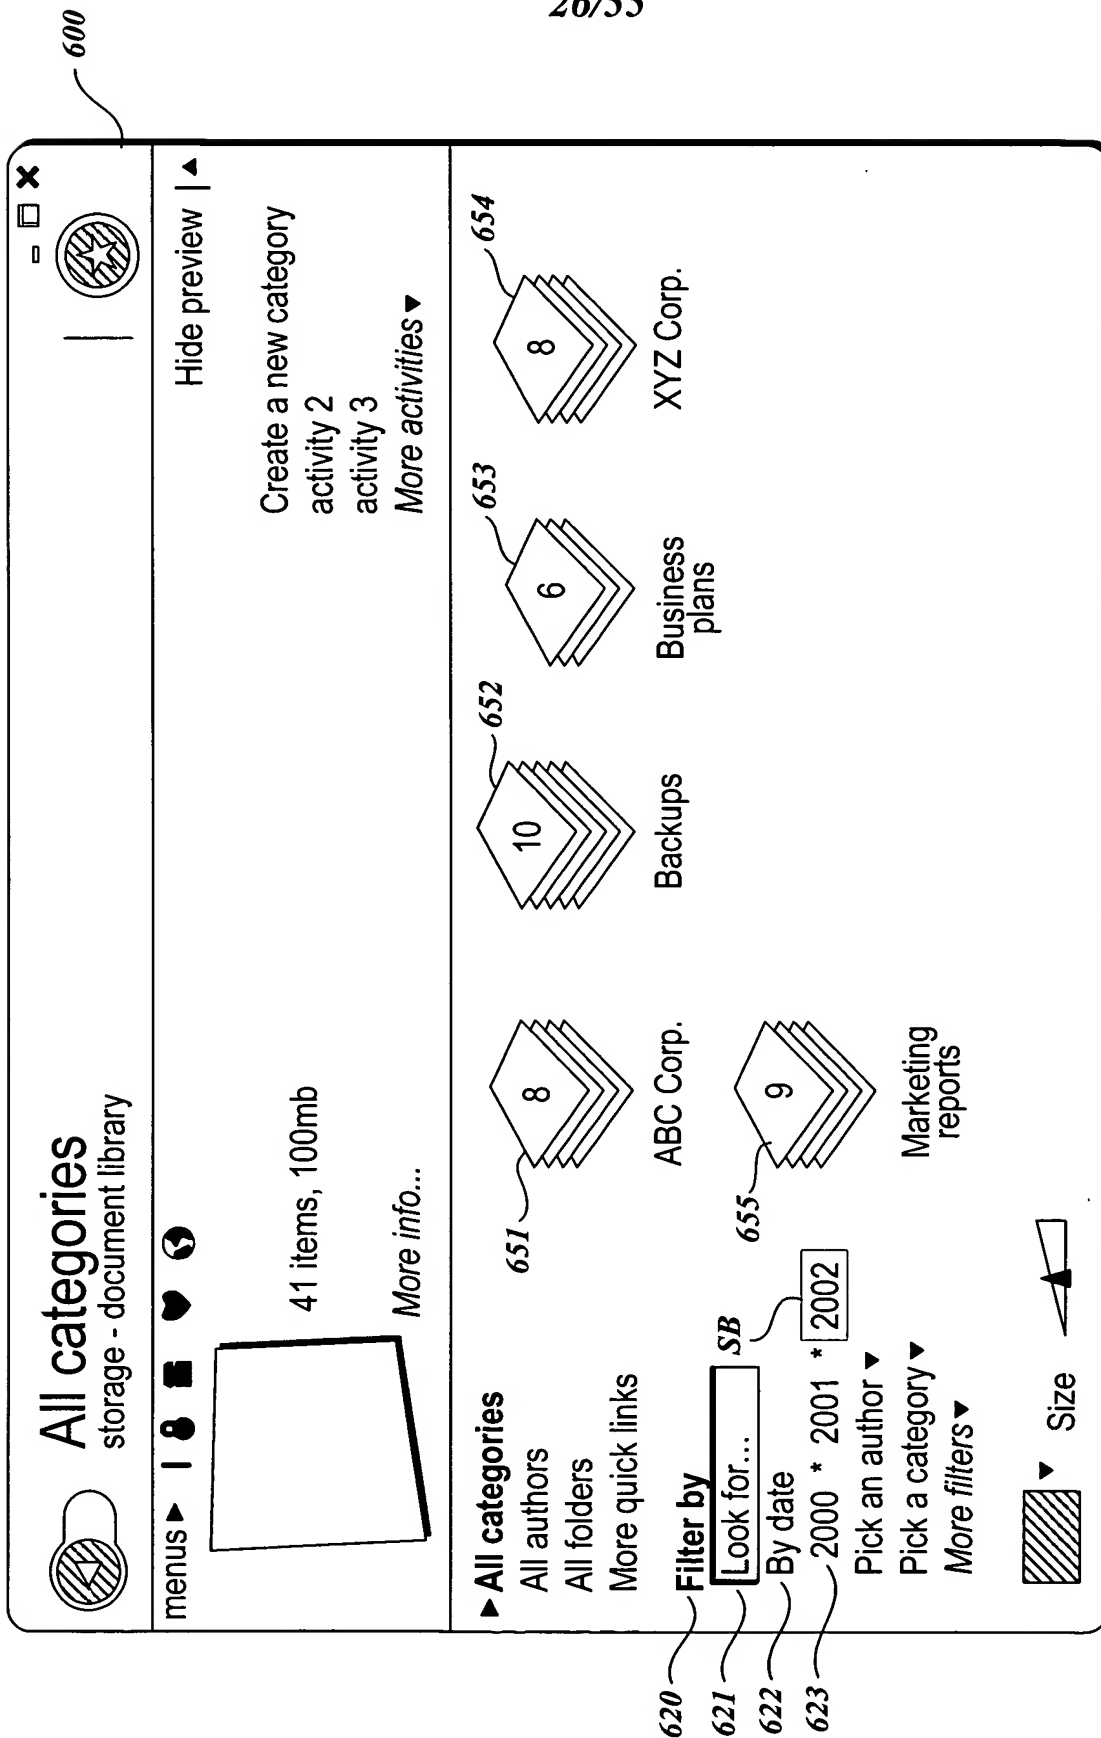 26/55
600
All categories
storage - document library
menus
Hide preview
41 items, 100mb
More info...
Create a new category
activity 2
activity 3
More activities
All categories
All authors
All folders
More quick links
620
Filter by
621
Look for...
SB
622
By date
623
2000 * 2001 * 2002
Pick an author
Pick a category
More filters
Size
651
8
ABC Corp.
652
10
Backups
653
6
Business
plans
654
8
XYZ Corp.
655
9
Marketing
reports